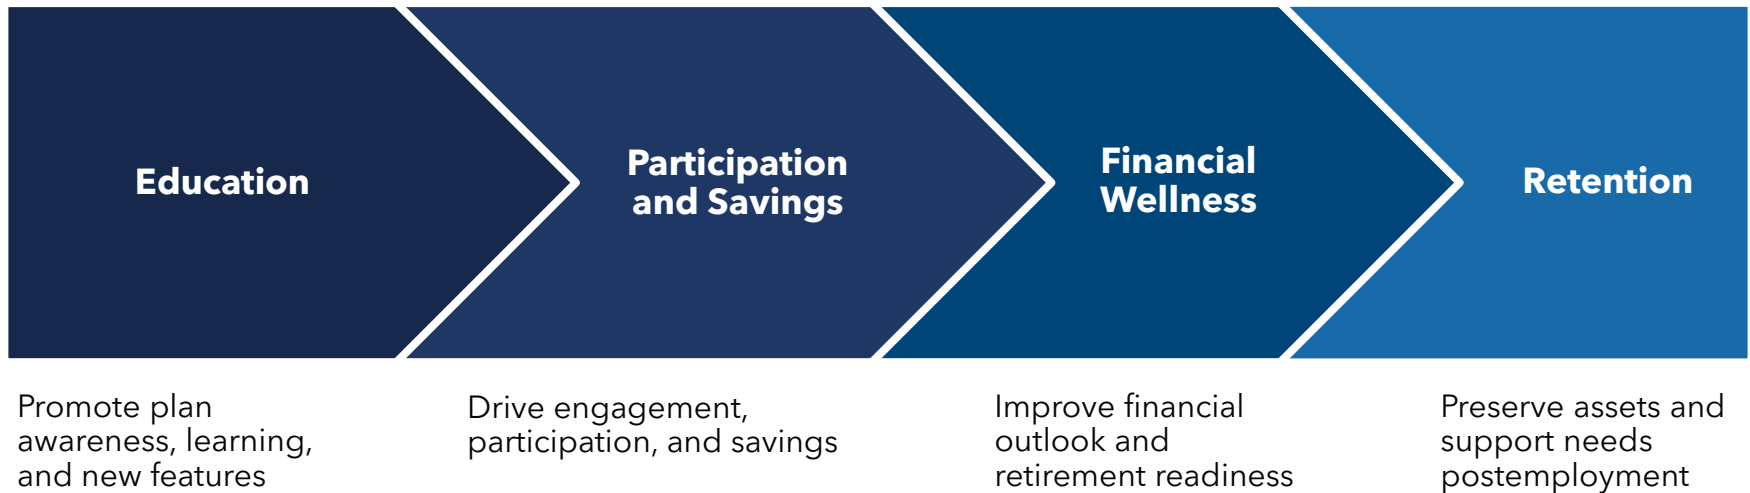 Education
Participation
and Savings
Financial
Wellness
Retention
Promote plan
awareness, learning,
and new features
Drive engagement,
participation, and savings
Improve financial
outlook and
retirement readiness
Preserve assets and
support needs
postemployment